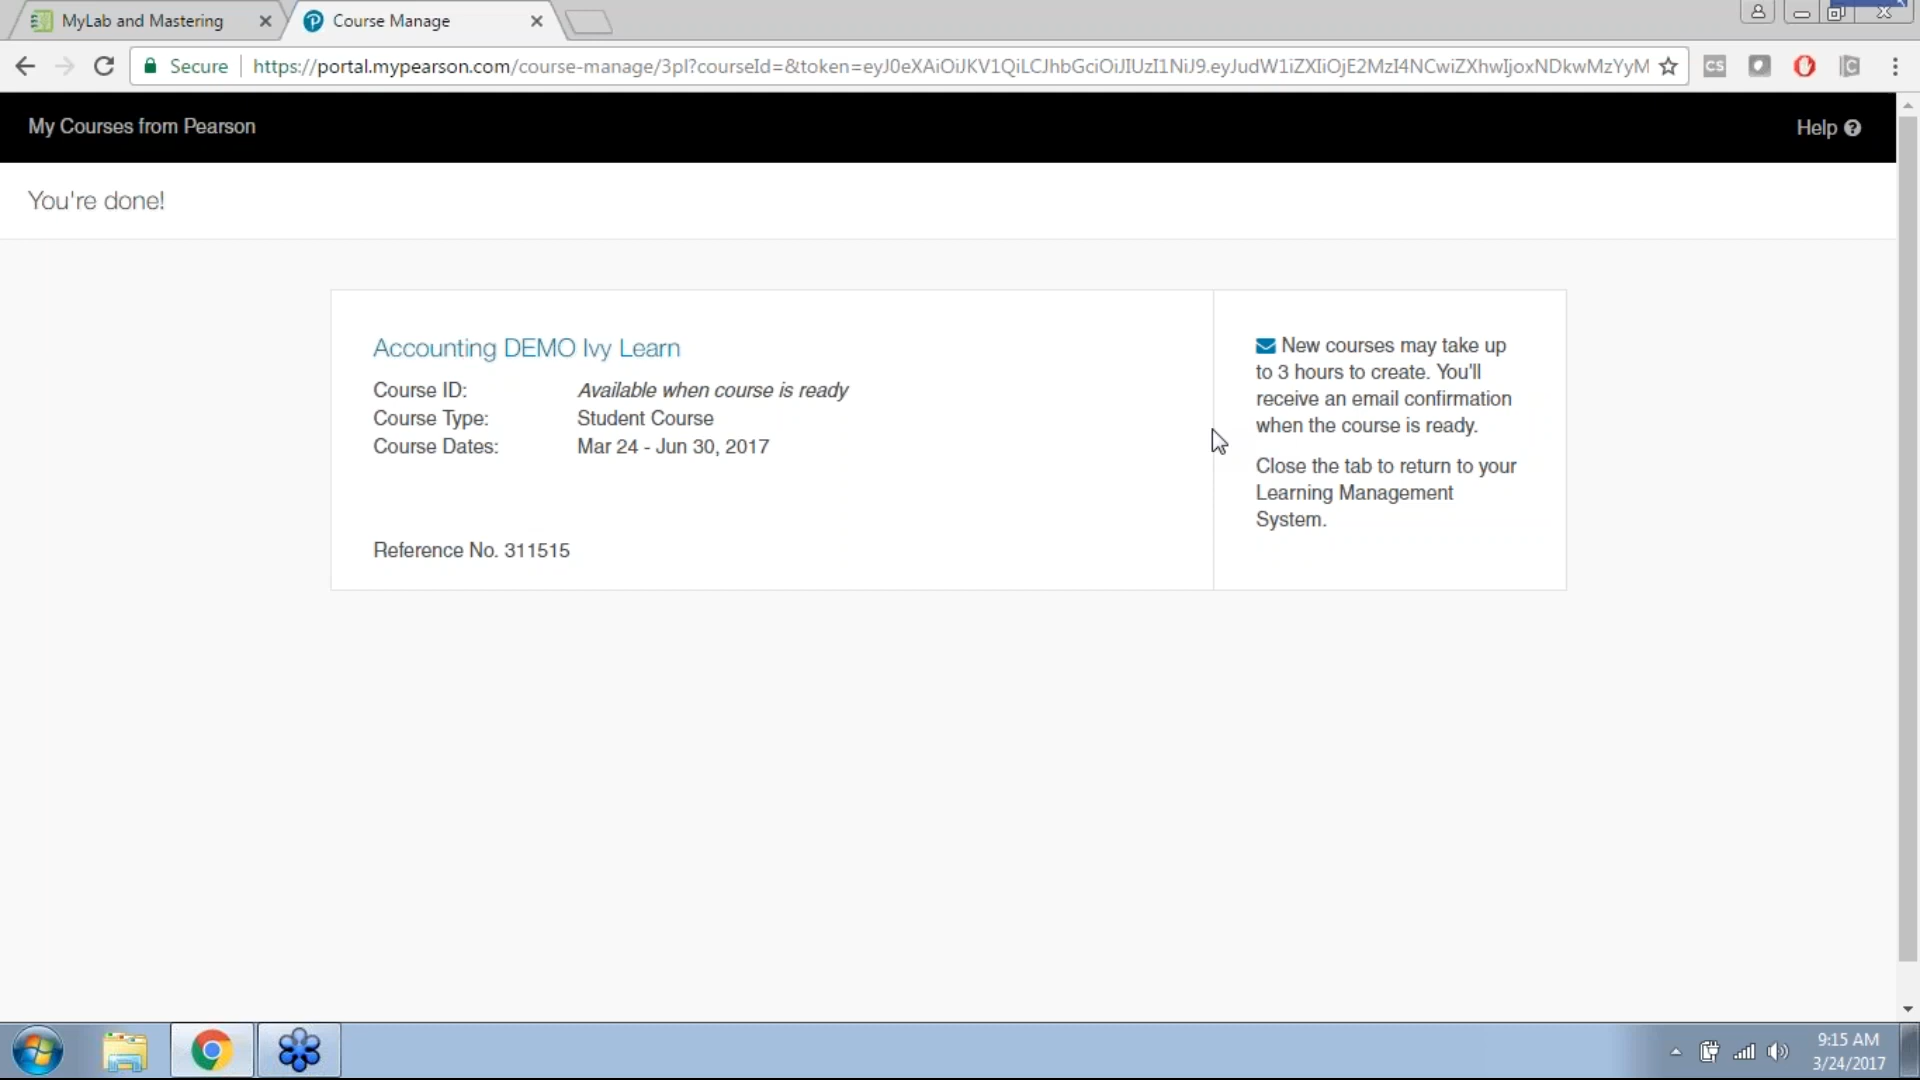 MyLab and Mastering
Course Manage
Secure
https://portal.mypearson.com/course-manage/3pl?courseId=&token=eyJ0eXAiOiJKV1QiLCJhbGciOiJIUzI1NiJ9.eyJudW1iZXIiOjE2MzI4NCwiZXhwIjoxNDkwMzYyM
CS
My Courses from Pearson
Help
You're done!
Accounting DEMO Ivy Learn
Course ID: Available when course is ready
Course Type: Student Course
Course Dates: Mar 24 - Jun 30, 2017
Reference No. 311515
New courses may take up
to 3 hours to create. You'll
receive an email confirmation
when the course is ready.
Close the tab to return to your
Learning Management
System.
9:15 AM
3/24/2017